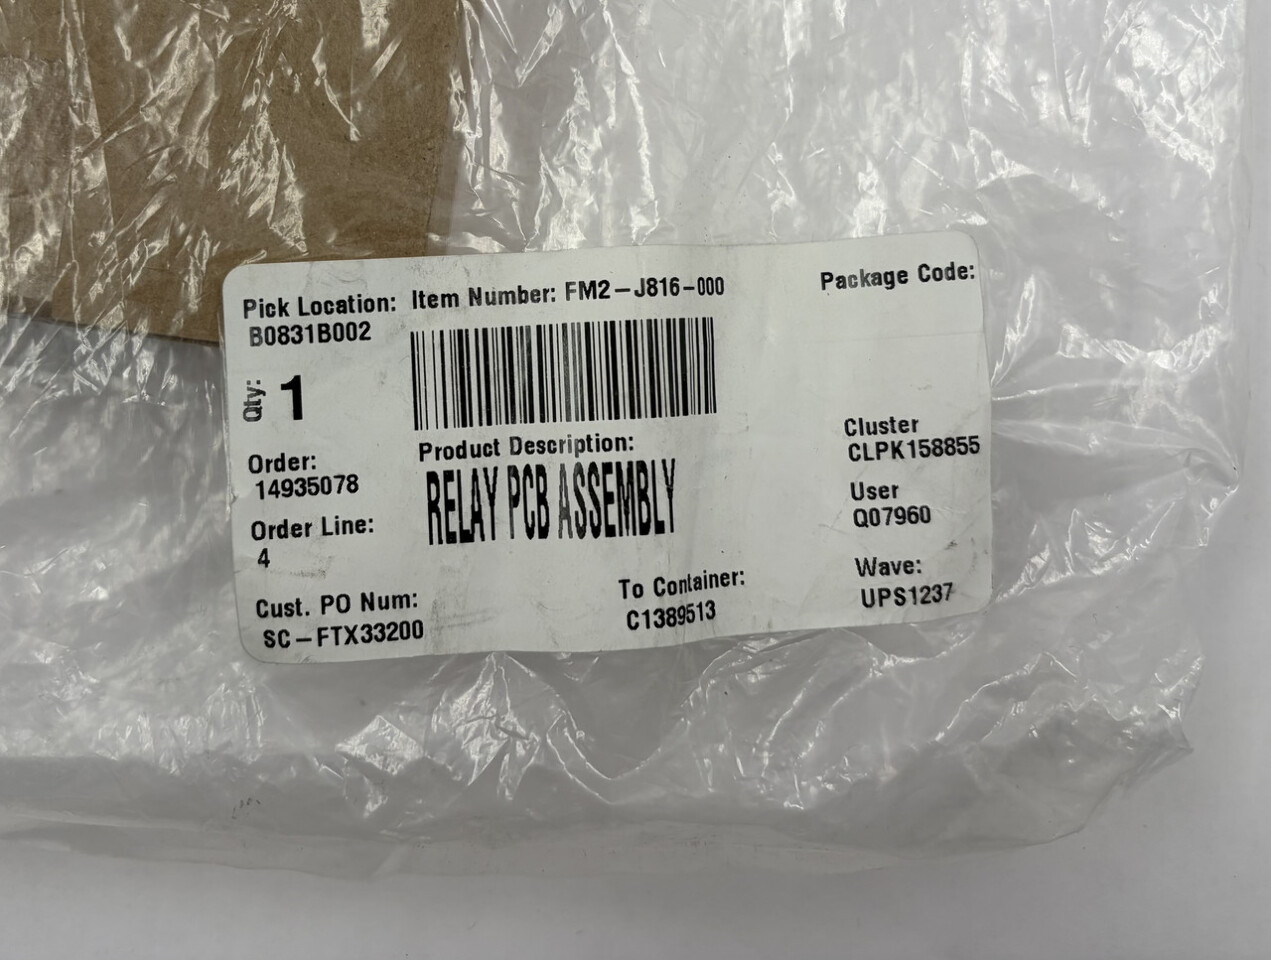 Pick Location:
B0831B002
Item Number: FM2-J816-000
Package Code:
Qty: 1
Product Description:
RELAY PCB ASSEMBLY
Order:
14935078
Order Line:
4
Cust. PO Num:
SC-FTX33200
To Container:
C1389513
Cluster
CLPK158855
User
Q07960
Wave:
UPS1237